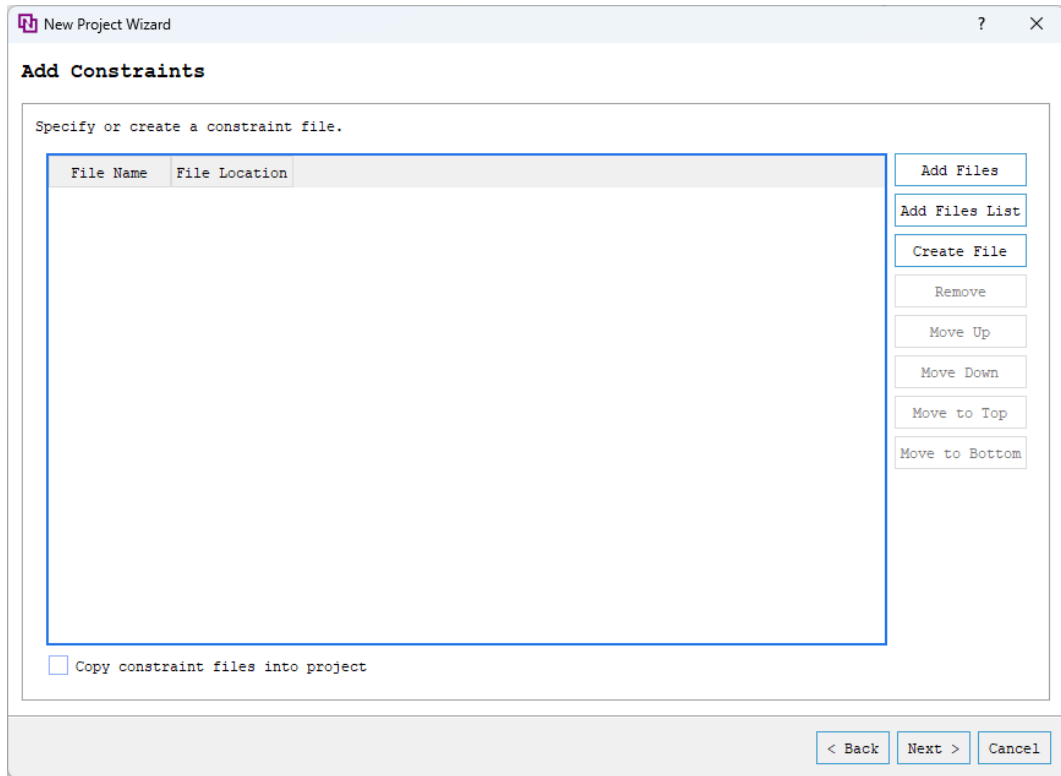 New Project Wizard ? ×
Add Constraints
Specify or create a constraint file.
File Name File Location
Add Files
Add Files List
Create File
Remove
Move Up
Move Down
Move to Top
Move to Bottom
Copy constraint files into project
< Back Next > Cancel